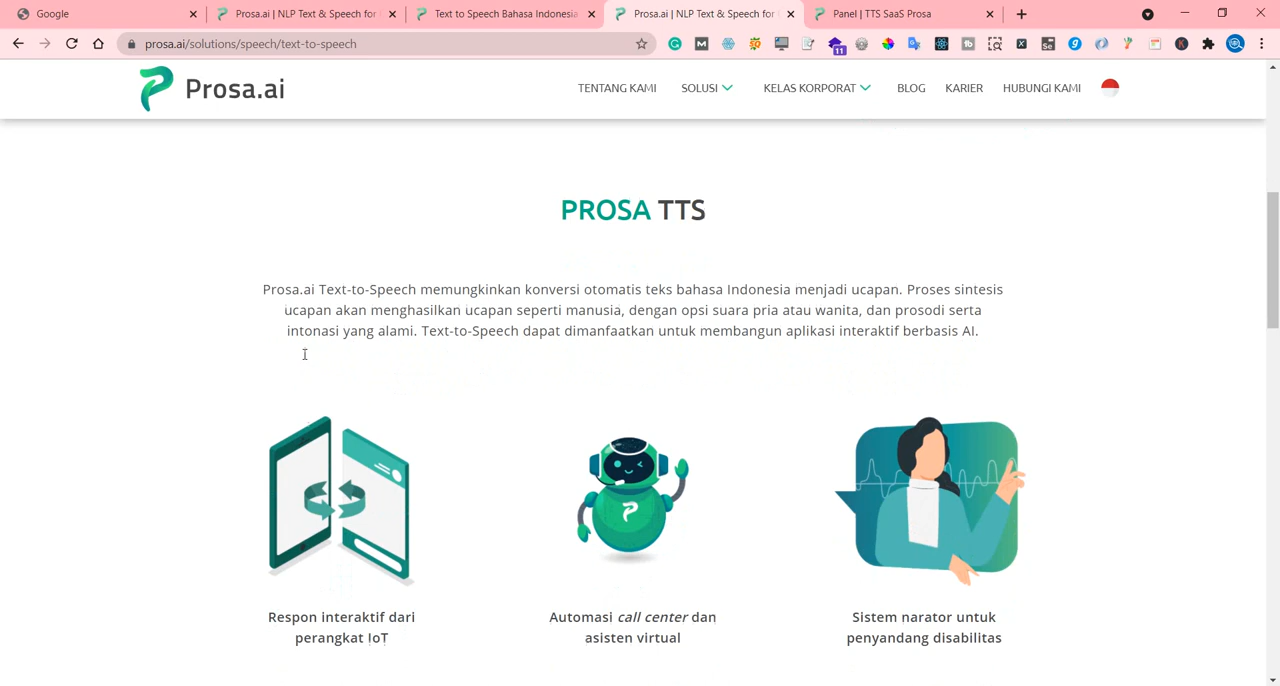 Google
Prosa.ai | NLP Text & Speech for
Text to Speech Bahasa Indonesia
Prosa.ai | NLP Text & Speech for
Panel | TTS SaaS Prosa
prosa.ai/solutions/speech/text-to-speech
11
Prosa.ai
TENTANG KAMI
SOLUSI
KELAS KORPORAT
BLOG
KARIER
HUBUNGI KAMI
PROSA TTS
Prosa.ai Text-to-Speech memungkinkan konversi otomatis teks bahasa Indonesia menjadi ucapan. Proses sintesis
ucapan akan menghasilkan ucapan seperti manusia, dengan opsi suara pria atau wanita, dan prosodi serta
intonasi yang alami. Text-to-Speech dapat dimanfaatkan untuk membangun aplikasi interaktif berbasis AI.
Respon interaktif dari
perangkat IoT
Automasi call center dan
asisten virtual
Sistem narator untuk
penyandang disabilitas